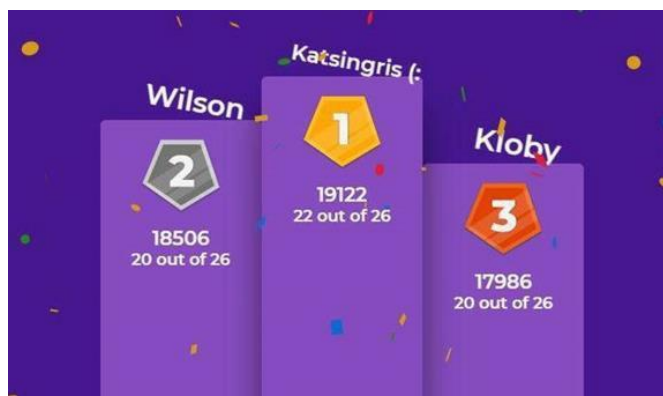 Wilson
2
18506
20 out of 26
Katsingris (:
1
19122
22 out of 26
Kloby
3
17986
20 out of 26